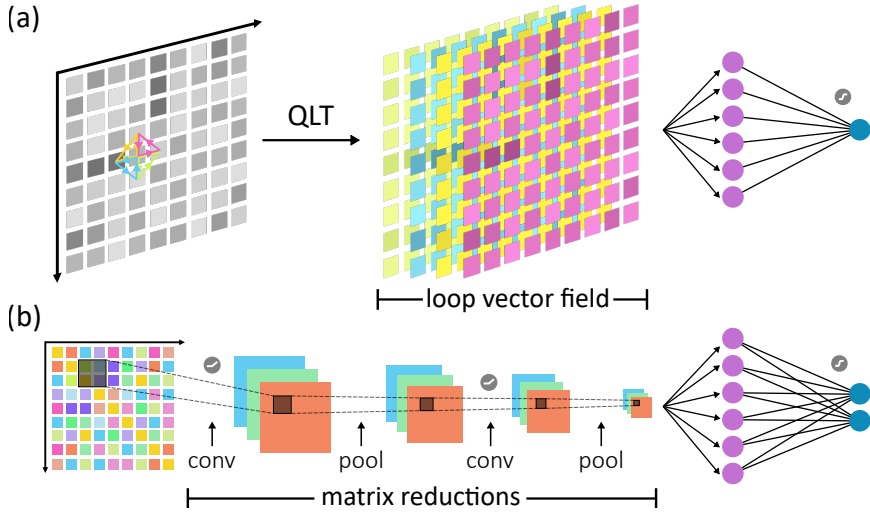 (a)
QLT
loop vector field
(b)
conv
pool
conv
pool
matrix reductions